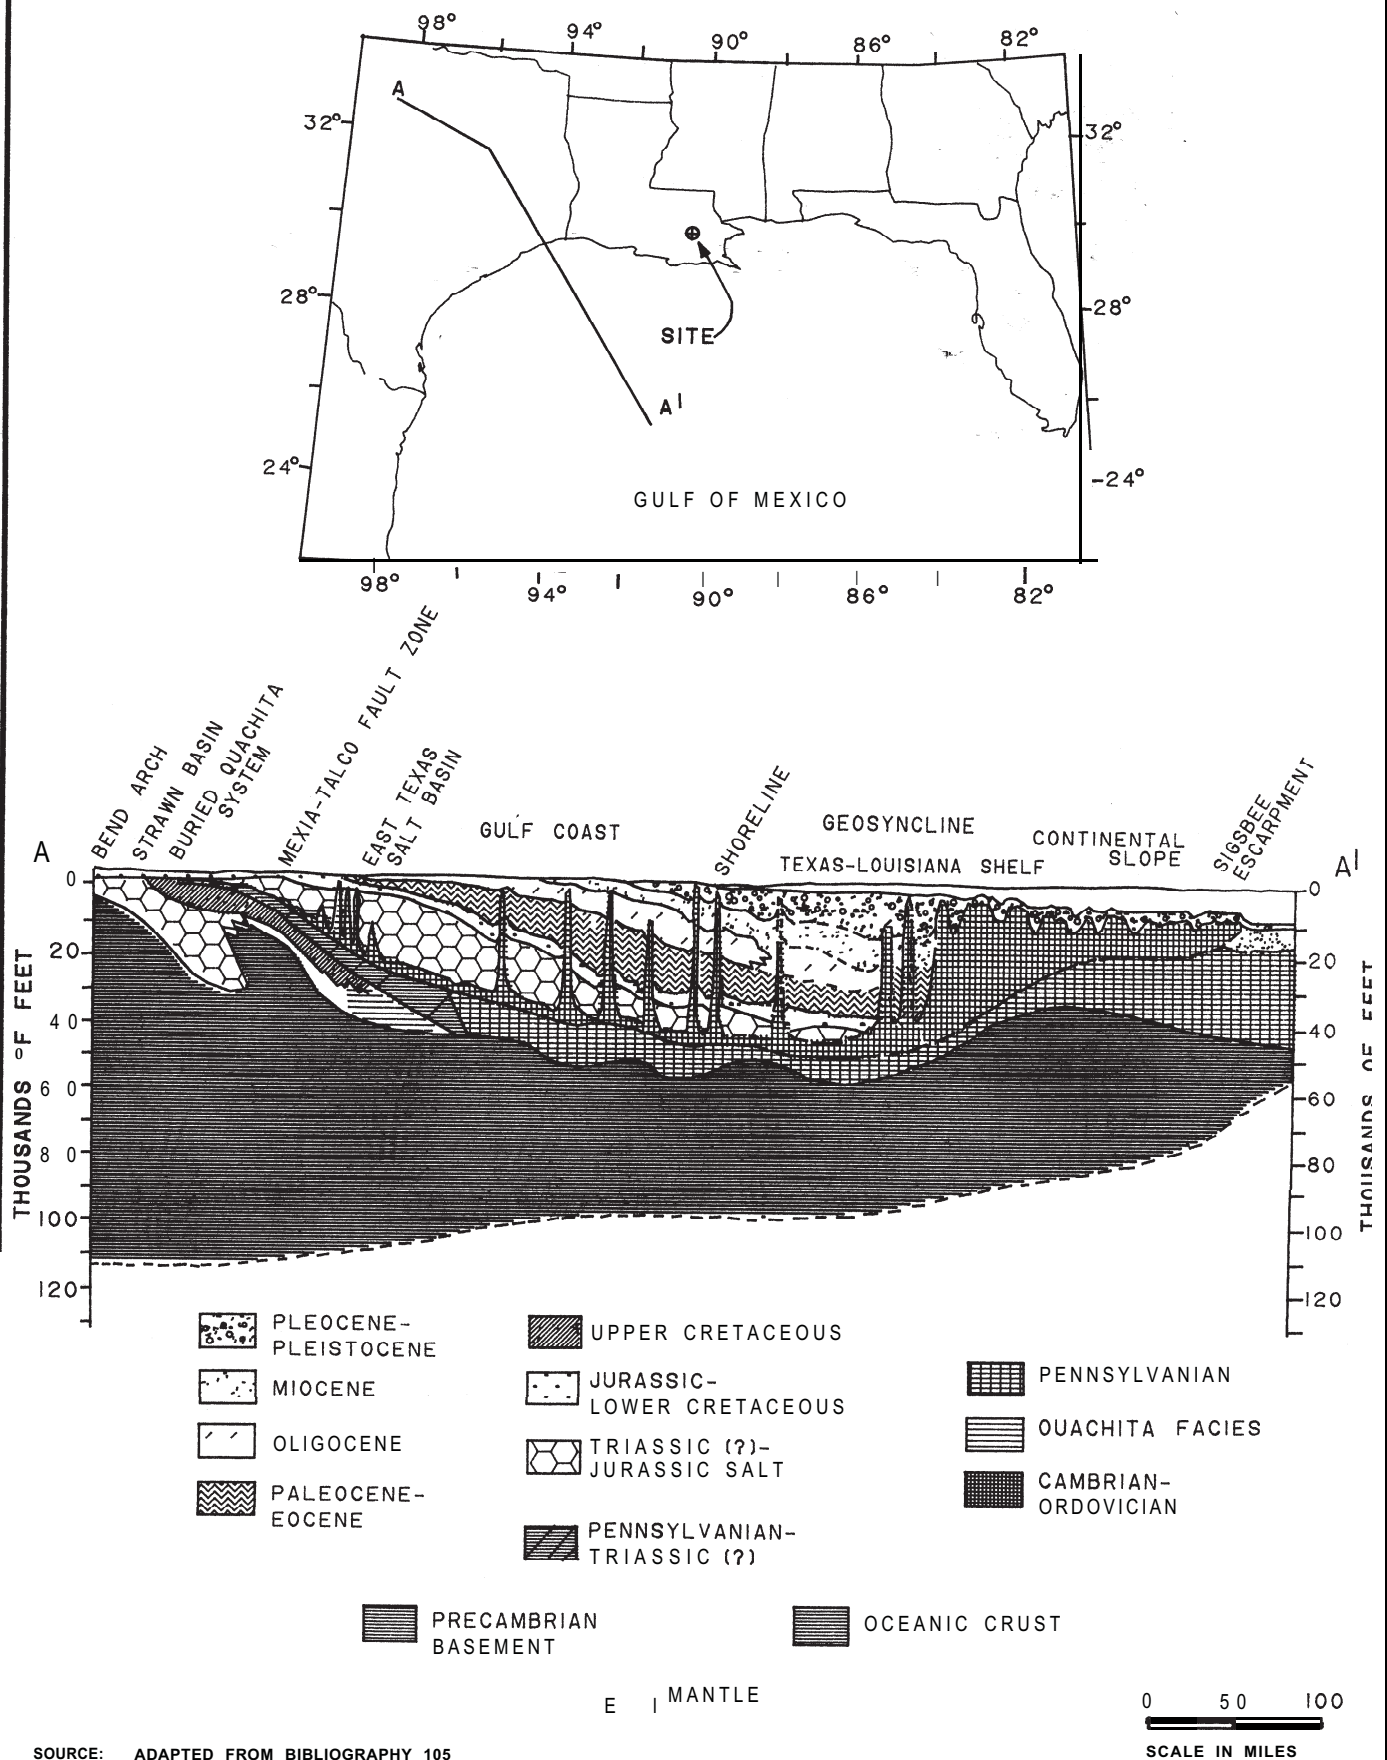 98° 94° 90° 86° 82°
A
32° 32°
28° 28°
SITE
A'
24° -24°
GULF OF MEXICO
98° 94° 90° 86° 82°
BEND ARCH
STRAWN BASIN
BURIED QUACHITA
SYSTEM
MEXIA-TALCO FAULT ZONE
EAST TEXAS
SALT BASIN
GULF COAST
SHORELINE
GEOSYNCLINE
TEXAS-LOUISIANA SHELF
CONTINENTAL
SLOPE
SIGSBEE
ESCARPMENT
A A'
THOUSANDS OF FEET
0
20
40
6 0
8 0
100
120
0
20
40
60
80
100
120
THOUSANDS OF FEET
PLEOCENE-
PLEISTOCENE
MIOCENE
OLIGOCENE
PALEOCENE-
EOCENE
UPPER CRETACEOUS
JURASSIC-
LOWER CRETACEOUS
TRIASSIC (?)-
JURASSIC SALT
PENNSYLVANIAN-
TRIASSIC (?)
PENNSYLVANIAN
OUACHITA FACIES
CAMBRIAN-
ORDOVICIAN
PRECAMBRIAN
BASEMENT
OCEANIC CRUST
E I MANTLE
0 50 100
SCALE IN MILES
SOURCE: ADAPTED FROM BIBLIOGRAPHY 105